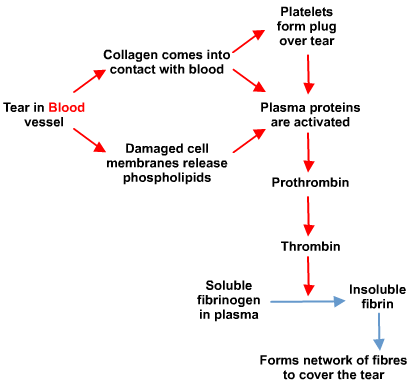 Platelets
form plug
over tear
Collagen comes into
contact with blood
Tear in Blood
vessel
Plasma proteins
are activated
Damaged cell
membranes release
phospholipids
Prothrombin
Thrombin
Soluble
fibrinogen
in plasma
Insoluble
fibrin
Forms network of fibres
to cover the tear